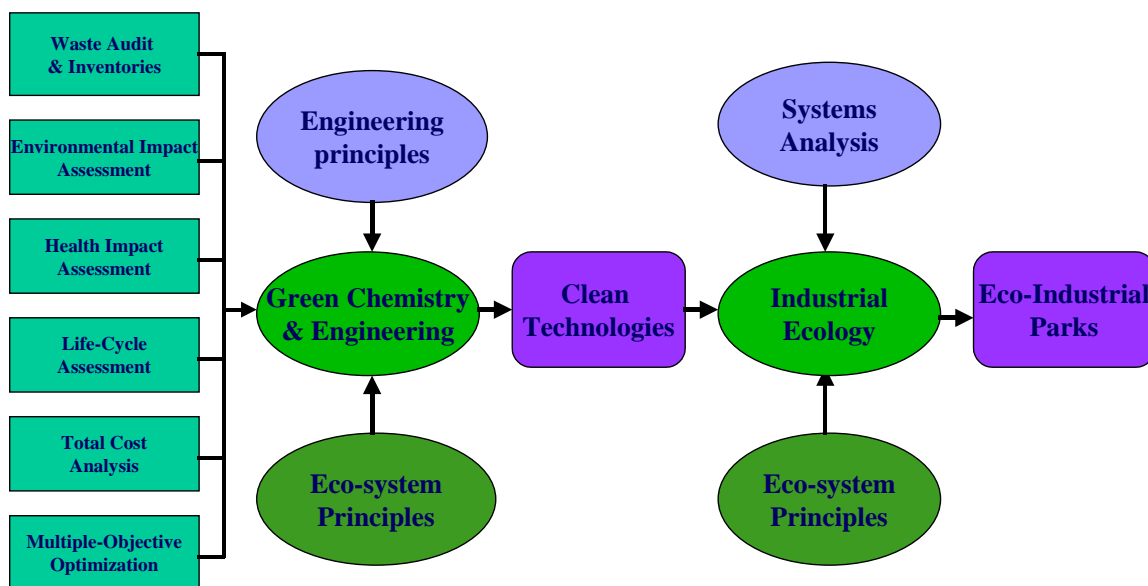 Waste Audit
& Inventories
Environmental Impact
Assessment
Health Impact
Assessment
Life-Cycle
Assessment
Total Cost
Analysis
Multiple-Objective
Optimization
Engineering
principles
Green Chemistry
& Engineering
Eco-system
Principles
Clean
Technologies
Systems
Analysis
Industrial
Ecology
Eco-system
Principles
Eco-Industrial
Parks